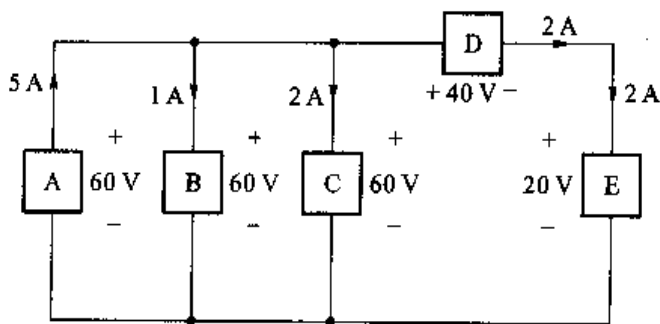 D
2 A
5 A
1 A
2 A
+ 40 V −
2 A
+ + + +
A 60 V B 60 V C 60 V 20 V E
− − − −